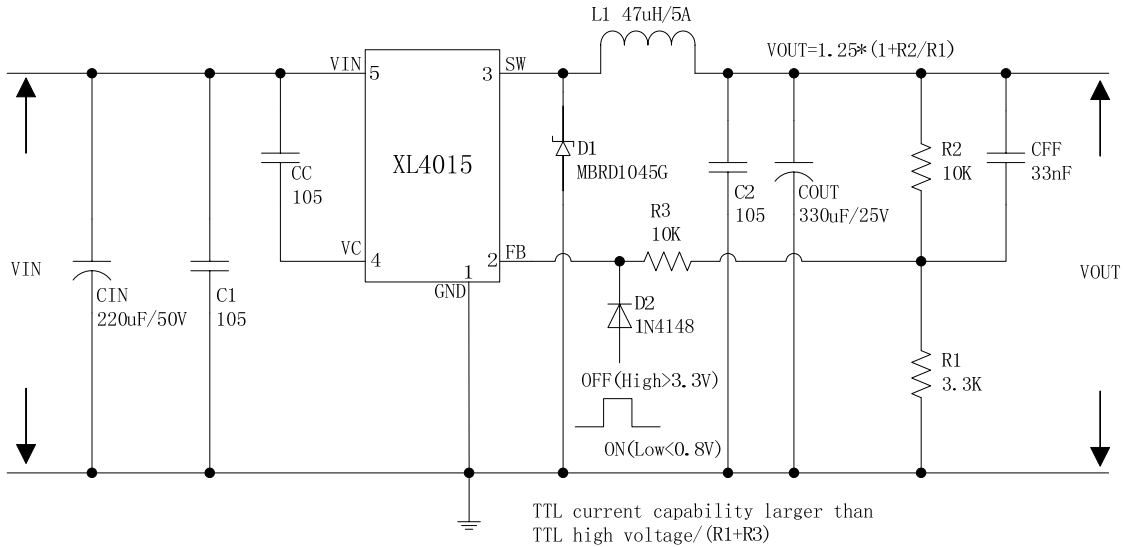 L1 47uH/5A
VOUT=1.25*(1+R2/R1)
VIN
5
3
SW
XL4015
CC
105
D1
MBRD1045G
C2
105
COUT
330uF/25V
R2
10K
CFF
33nF
R3
10K
VC
4
2
FB
1
GND
VIN
VOUT
CIN
220uF/50V
C1
105
D2
1N4148
OFF(High>3.3V)
ON(Low<0.8V)
R1
3.3K
TTL current capability larger than
TTL high voltage/(R1+R3)